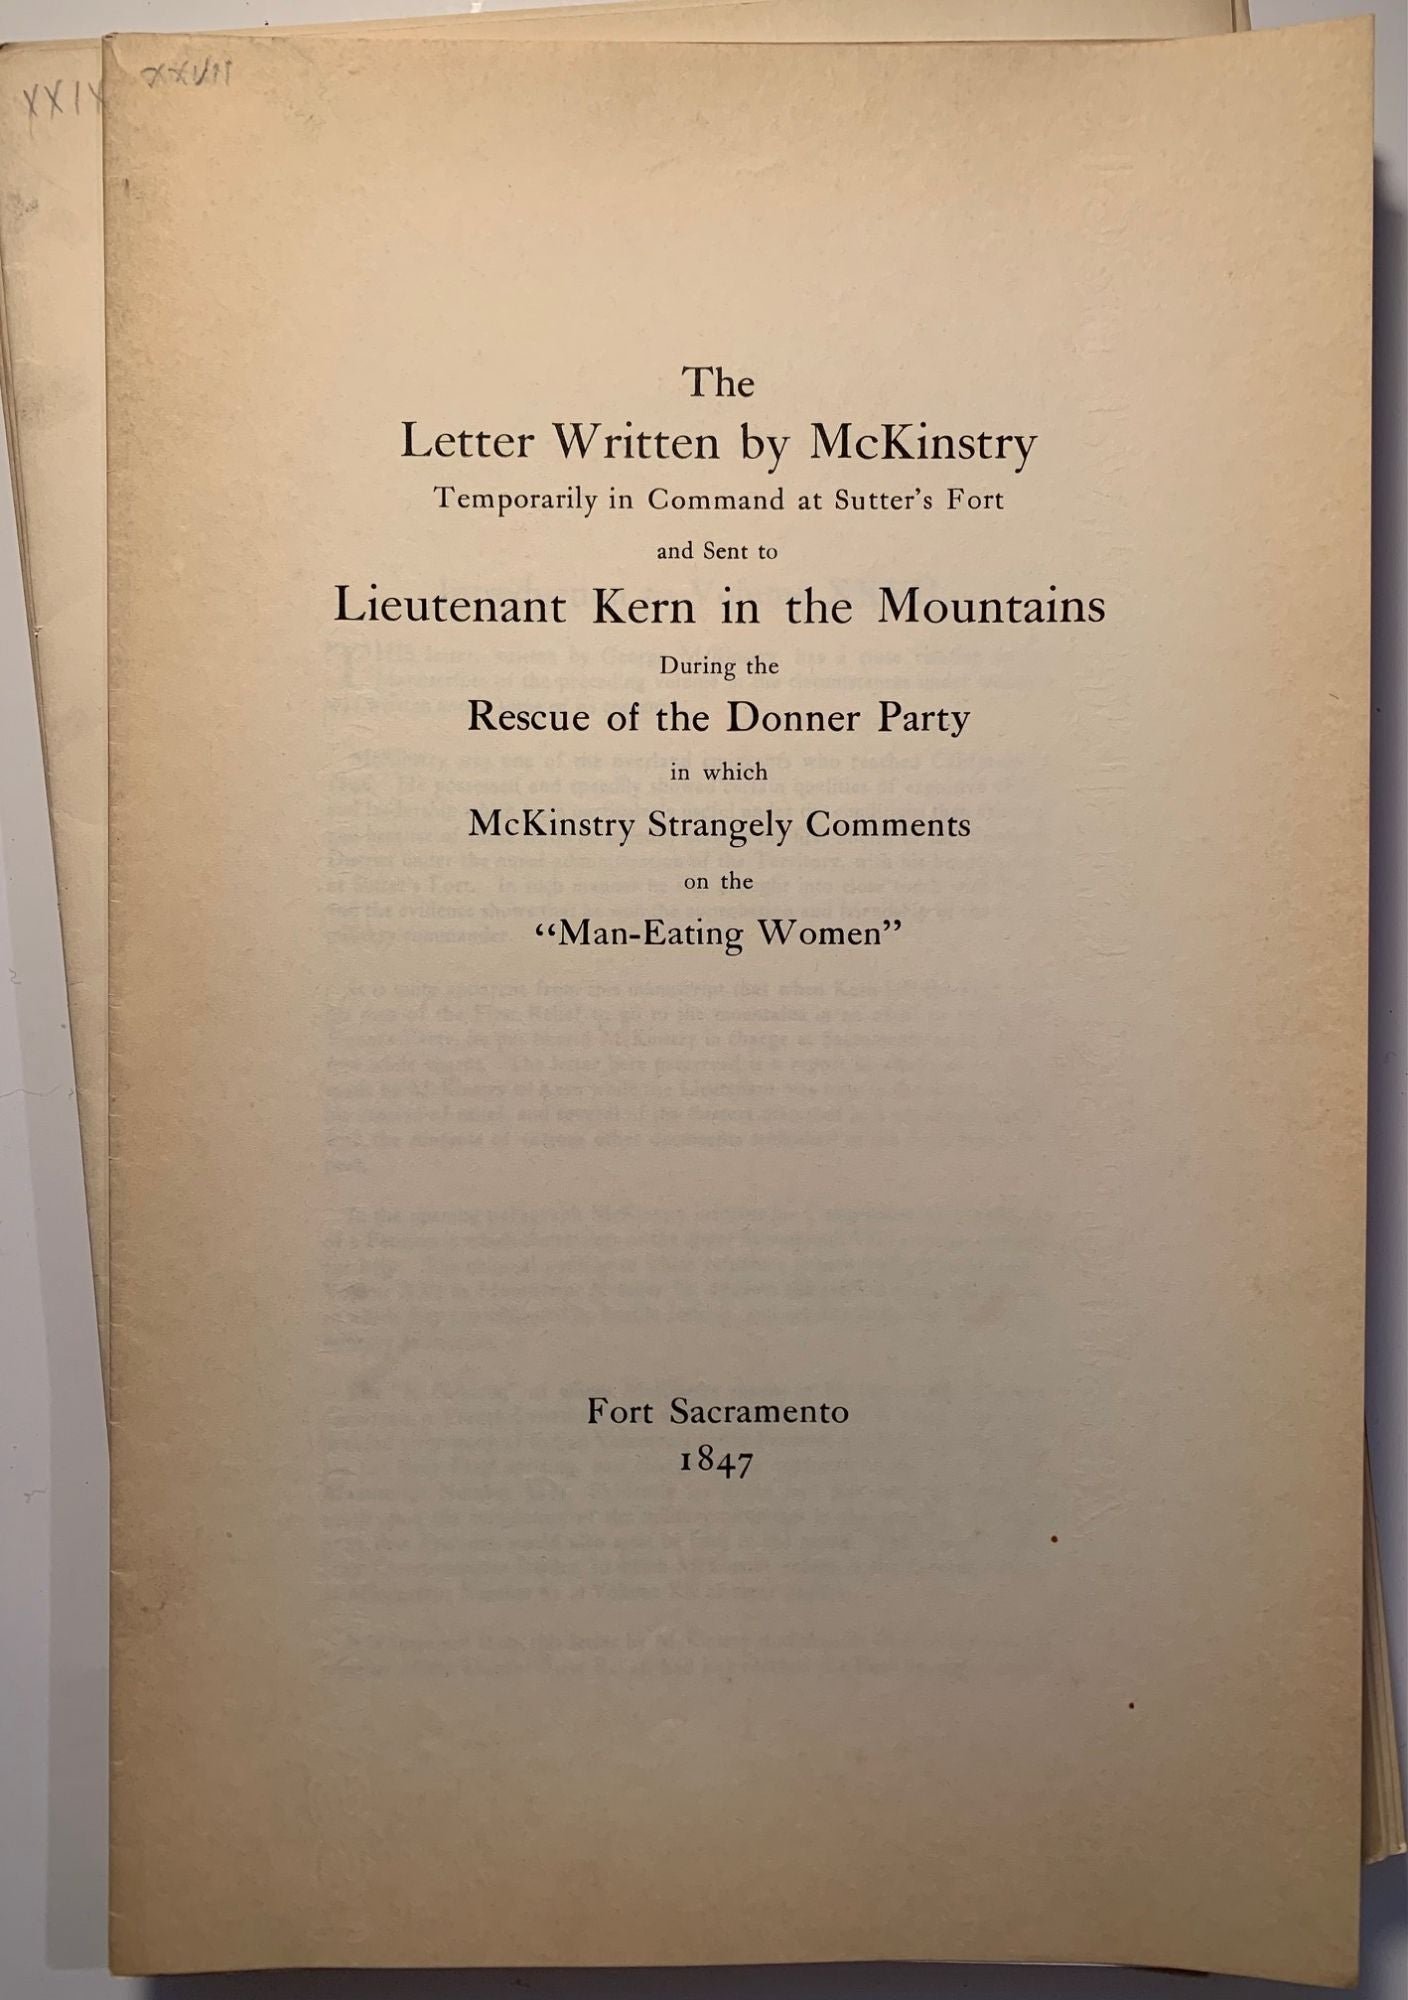 XXVII
XXIX
The
Letter Written by McKinstry
Temporarily in Command at Sutter's Fort
and Sent to
Lieutenant Kern in the Mountains
During the
Rescue of the Donner Party
in which
McKinstry Strangely Comments
on the
“Man-Eating Women”
Fort Sacramento
1847